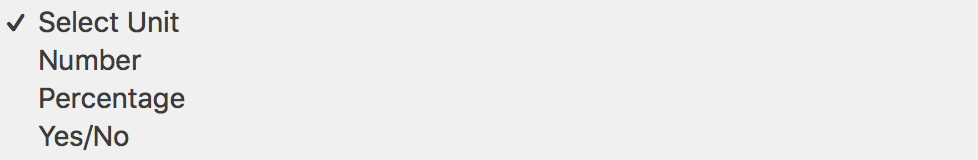 ✓ Select Unit
Number
Percentage
Yes/No